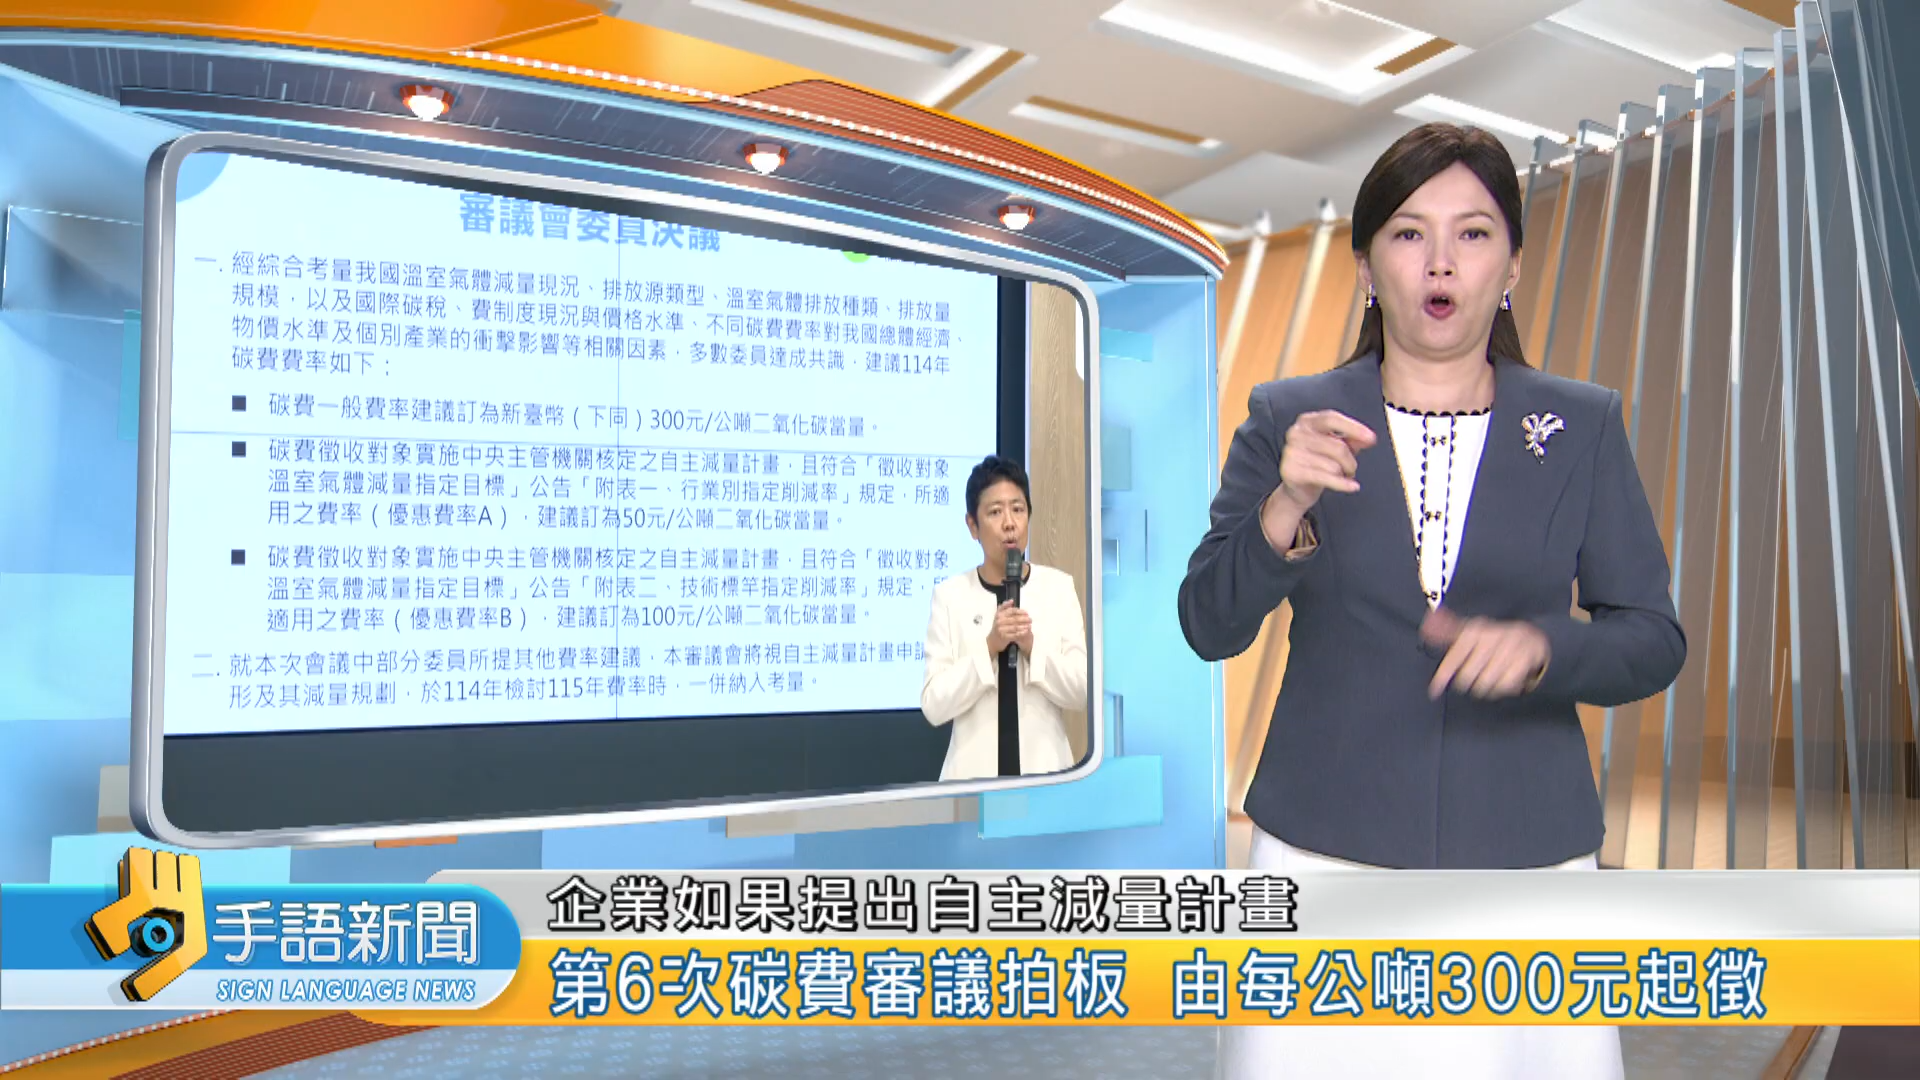 審議會委員決議
一. 經綜合考量我國溫室氣體減量現況、排放源類型、溫室氣體排放種類、排放量
規模，以及國際碳稅、費制度現況與價格水準、不同碳費費率對我國總體經濟、
物價水準及個別產業的衝擊影響等相關因素，多數委員達成共識，建議114年
碳費費率如下：
■ 碳費一般費率建議訂為新臺幣（下同）300元/公噸二氧化碳當量。
■ 碳費徵收對象實施中央主管機關核定之自主減量計畫，且符合「徵收對象
溫室氣體減量指定目標」公告「附表一、行業別指定削減率」規定，所適
用之費率（優惠費率A），建議訂為50元/公噸二氧化碳當量。
■ 碳費徵收對象實施中央主管機關核定之自主減量計畫，且符合「徵收對象
溫室氣體減量指定目標」公告「附表二、技術標竿指定削減率」規定，所
適用之費率（優惠費率B），建議訂為100元/公噸二氧化碳當量。
二. 就本次會議中部分委員所提其他費率建議，本審議會將視自主減量計畫申請
形及其減量規劃，於114年檢討115年費率時，一併納入考量。
企業如果提出自主減量計畫
手語新聞
SIGN LANGUAGE NEWS
第6次碳費審議拍板 由每公噸300元起徵